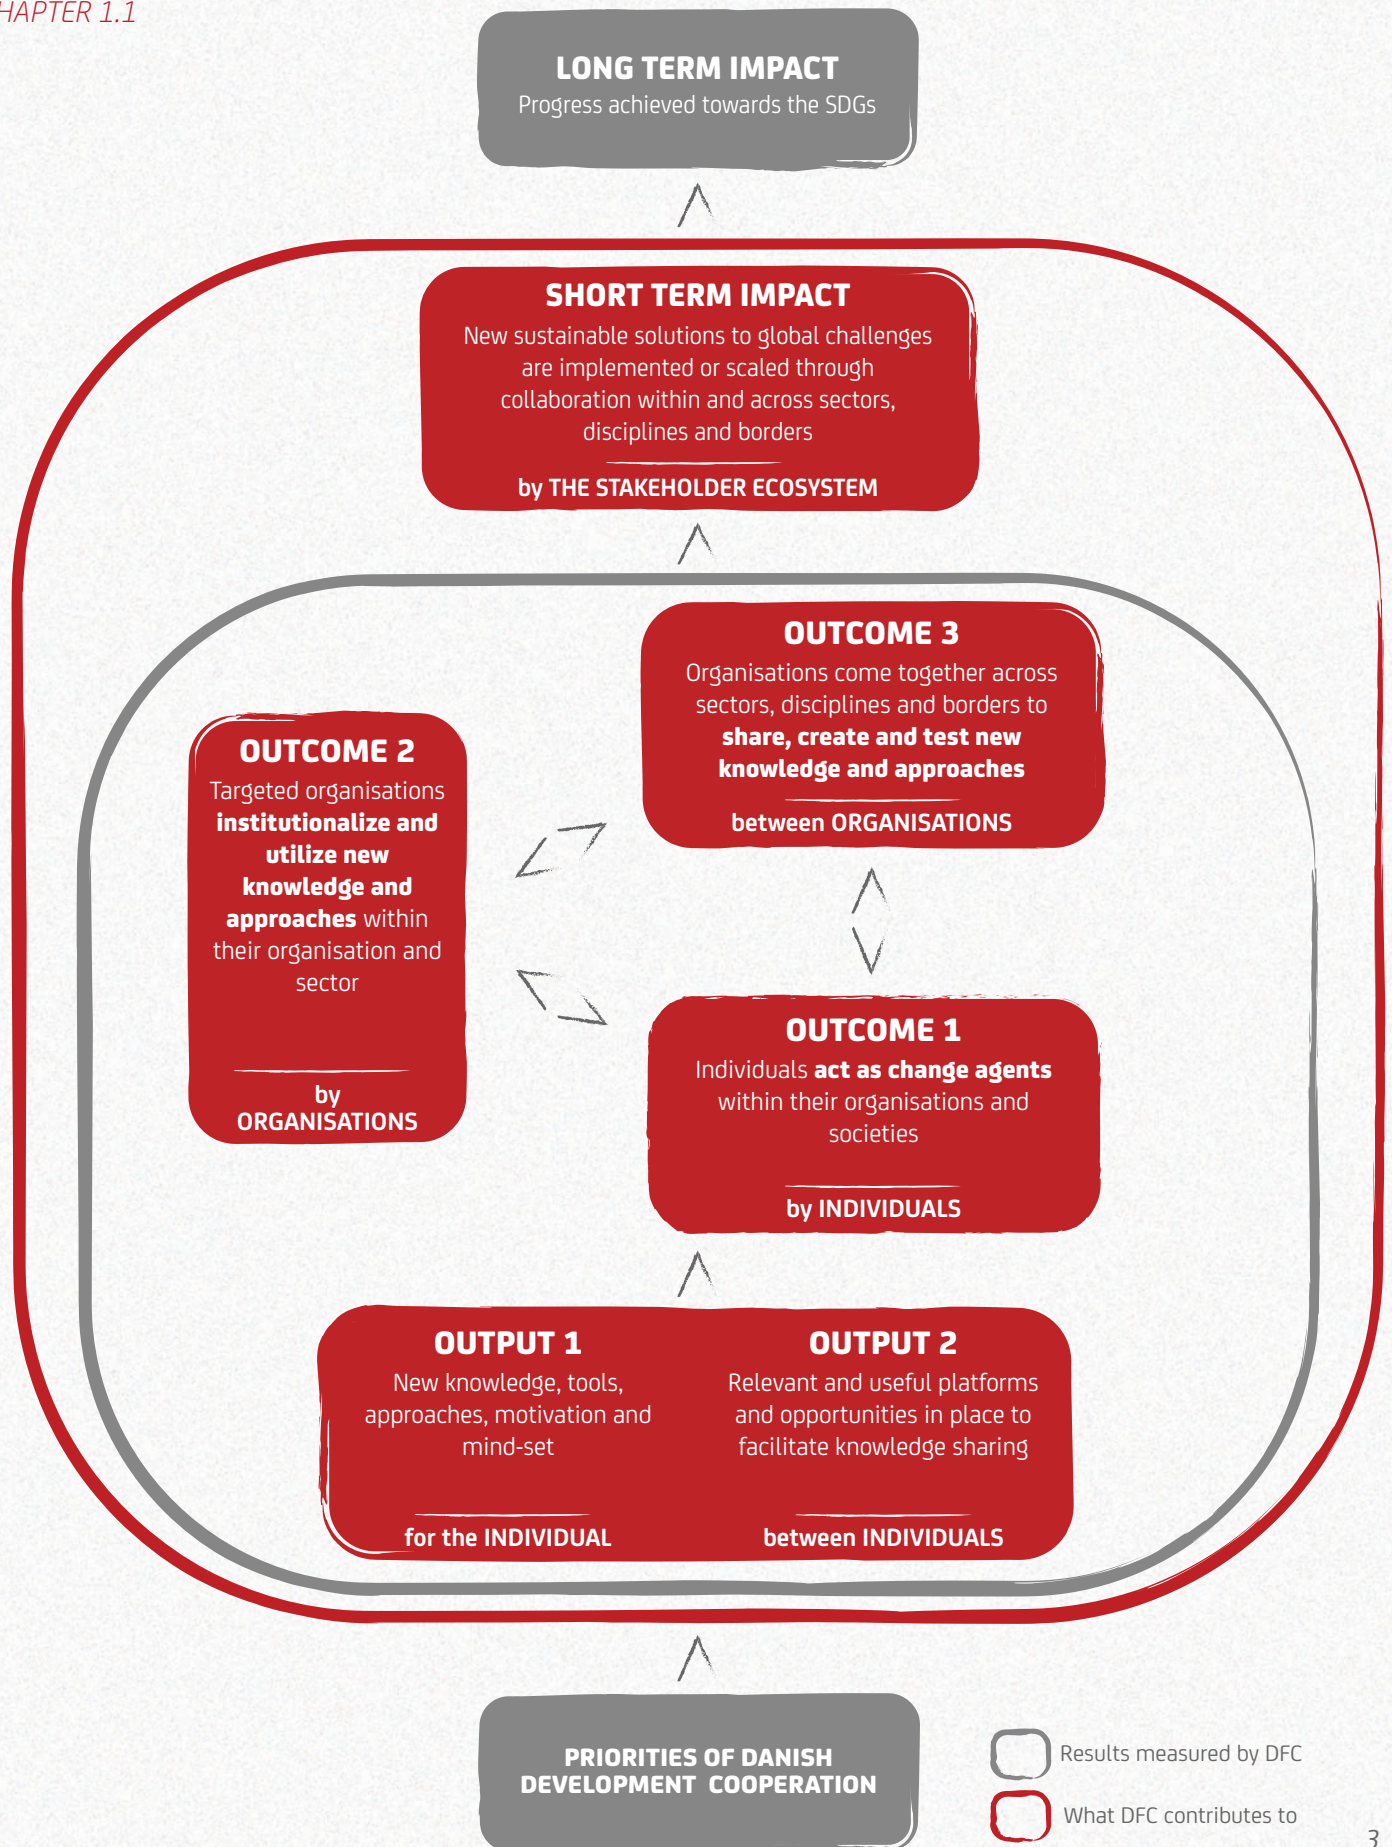 HAPTER 1.1
LONG TERM IMPACT
Progress achieved towards the SDGs
SHORT TERM IMPACT
New sustainable solutions to global challenges
are implemented or scaled through
collaboration within and across sectors,
disciplines and borders
by THE STAKEHOLDER ECOSYSTEM
OUTCOME 3
Organisations come together across
sectors, disciplines and borders to
share, create and test new
knowledge and approaches
between ORGANISATIONS
OUTCOME 2
Targeted organisations
institutionalize and
utilize new
knowledge and
approaches within
their organisation and
sector
by
ORGANISATIONS
OUTCOME 1
Individuals act as change agents
within their organisations and
societies
by INDIVIDUALS
OUTPUT 1
New knowledge, tools,
approaches, motivation and
mind-set
for the INDIVIDUAL
OUTPUT 2
Relevant and useful platforms
and opportunities in place to
facilitate knowledge sharing
between INDIVIDUALS
PRIORITIES OF DANISH
DEVELOPMENT COOPERATION
Results measured by DFC
What DFC contributes to
3